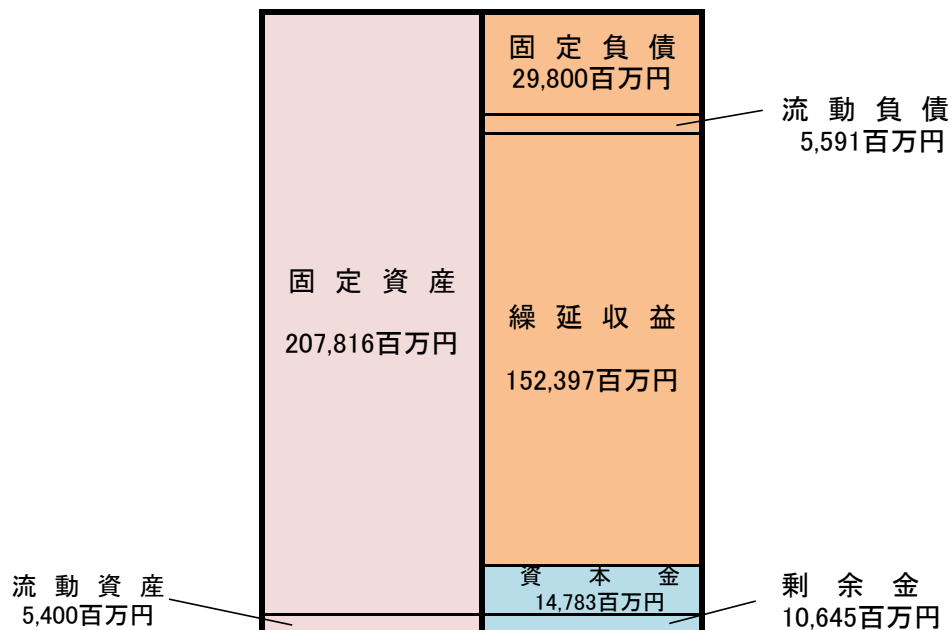 固定負債
29,800百万円
流動負債
5,591百万円
固定資産
207,816百万円
繰延収益
152,397百万円
資本金
14,783百万円
流動資産
5,400百万円
剰余金
10,645百万円